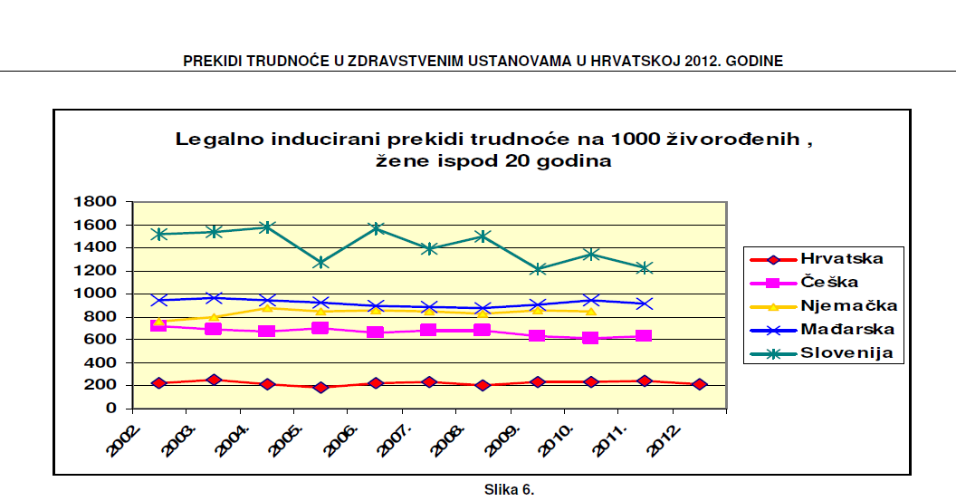 PREKIDI TRUDNOĆE U ZDRAVSTVENIM USTANOVAMA U HRVATSKOJ 2012. GODINE
Legalno inducirani prekidi trudnoće na 1000 živorođenih ,
žene ispod 20 godina
1800
1600
1400
1200
1000
800
600
400
200
0
2002.
2003.
2004.
2005.
2006.
2007.
2008.
2009.
2010.
2011.
2012.
Hrvatska
Češka
Njemačka
Mađarska
Slovenija
Slika 6.